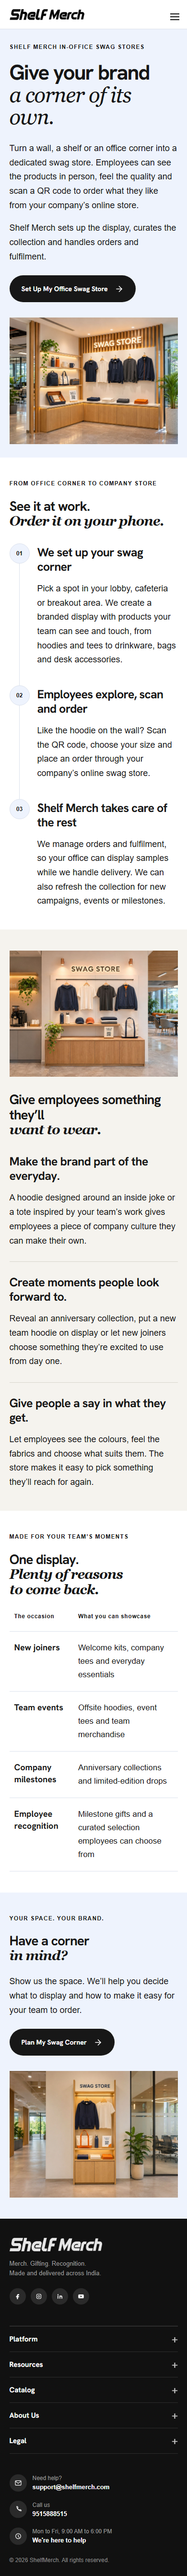 Shelf Merch
SHELF MERCH IN-OFFICE SWAG STORES
Give your brand
a corner of its
own.
Turn a wall, a shelf or an office corner into a
dedicated swag store. Employees can see
the products in person, feel the quality and
scan a QR code to order what they like
from your company's online store.
Shelf Merch sets up the display, curates the
collection and handles orders and
fulfilment.
Set Up My Office Swag Store
SWAG STORE
FROM OFFICE CORNER TO COMPANY STORE
See it at work.
Order it on your phone.
01
We set up your swag
corner
Pick a spot in your lobby, cafeteria
or breakout area. We create a
branded display with products your
team can see and touch, from
hoodies and tees to drinkware, bags
and desk accessories.
02
Employees explore, scan
and order
Like the hoodie on the wall? Scan
the QR code, choose your size and
place an order through your
company's online swag store.
03
Shelf Merch takes care of
the rest
We manage orders and fulfilment,
so your office can display samples
while we handle delivery. We can
also refresh the collection for new
campaigns, events or milestones.
SWAG STORE
Give employees something
they'll
want to wear.
Make the brand part of the
everyday.
A hoodie designed around an inside joke or
a tote inspired by your team's work gives
employees a piece of company culture they
can make their own.
Create moments people look
forward to.
Reveal an anniversary collection, put a new
team hoodie on display or let new joiners
choose something they're excited to use
from day one.
Give people a say in what they
get.
Let employees see the colours, feel the
fabrics and choose what suits them. The
store makes it easy to pick something
they'll reach for again.
MADE FOR YOUR TEAM'S MOMENTS
One display.
Plenty of reasons
to come back.
The occasion What you can showcase
New joiners Welcome kits, company
tees and everyday
essentials
Team events Offsite hoodies, event
tees and team
merchandise
Company Anniversary collections
milestones and limited-edition drops
Employee Milestone gifts and a
recognition curated selection
employees can choose
from
YOUR SPACE. YOUR BRAND.
Have a corner
in mind?
Show us the space. We'll help you decide
what to display and how to make it easy for
your team to order.
Plan My Swag Corner
SWAG STORE
Shelf Merch
Merch. Gifting. Recognition.
Made and delivered across India.
Platform
Resources
Catalog
About Us
Legal
Need help?
support@shelfmerch.com
Call us
9515888515
Mon to Fri, 9:00 AM to 6:00 PM
We're here to help
© 2026 ShelfMerch. All rights reserved.